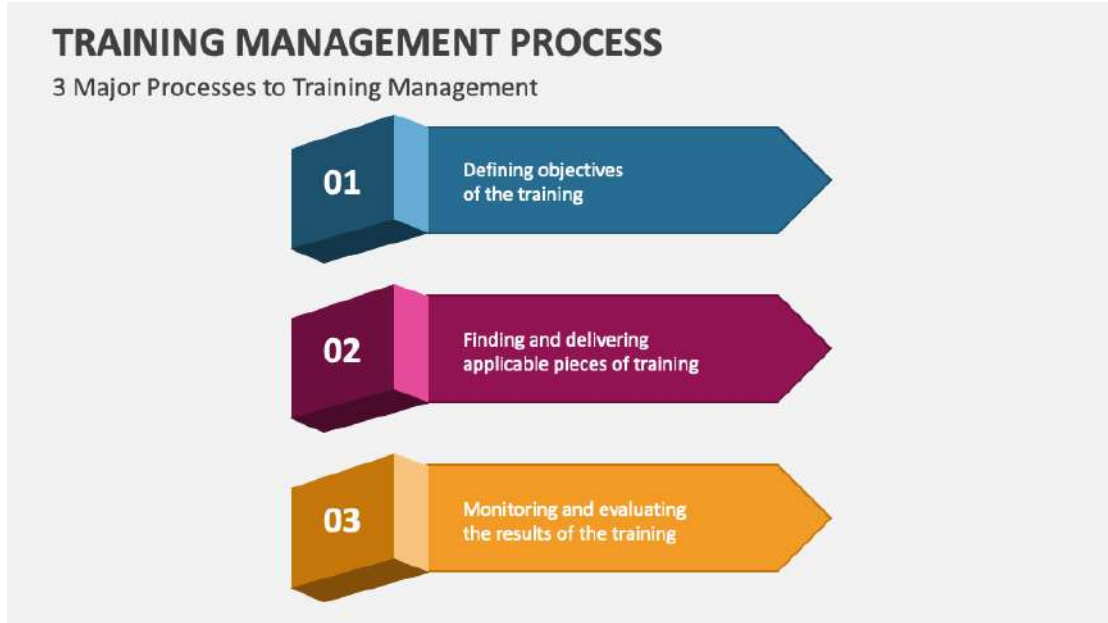 TRAINING MANAGEMENT PROCESS
3 Major Processes to Training Management
01
Defining objectives
of the training
02
Finding and delivering
applicable pieces of training
03
Monitoring and evaluating
the results of the training